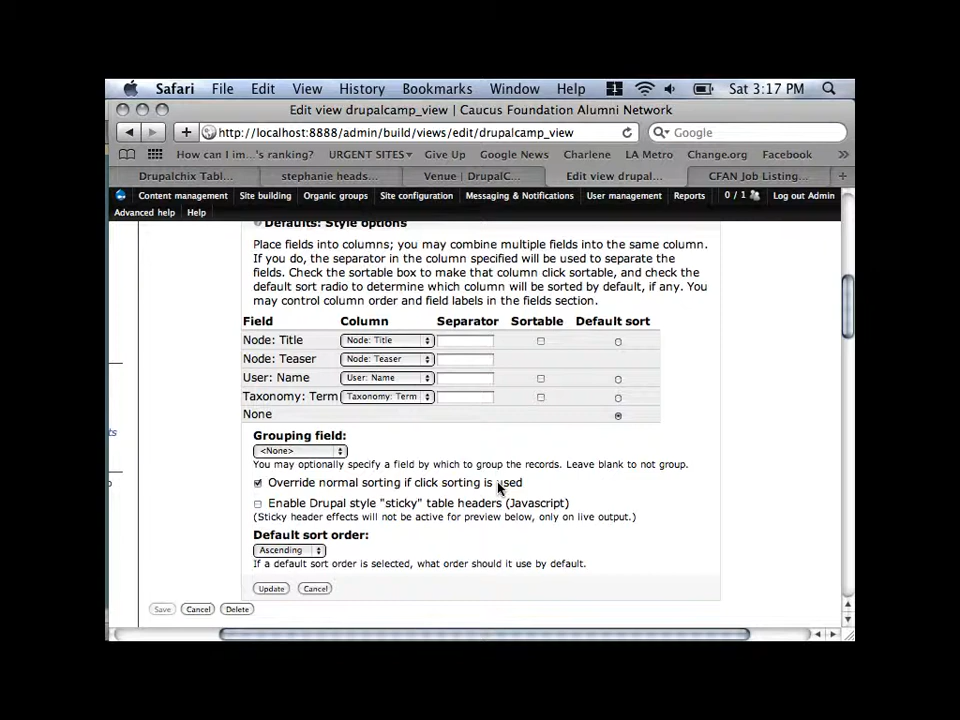 Safari File Edit View History Bookmarks Window Help Sat 3:17 PM
Edit view drupalcamp_view | Caucus Foundation Alumni Network
http://localhost:8888/admin/build/views/edit/drupalcamp_view Google
How can I im...'s ranking? URGENT SITES▾ Give Up Google News Charlene LA Metro Change.org Facebook »
Drupalchix Tabl... stephanie heads... Venue | DrupalC... Edit view drupal... CFAN Job Listing...
Content management Site building Organic groups Site configuration Messaging & Notifications User management Reports 0 / 1 Log out Admin
Advanced help Help
Defaults: Style options
Place fields into columns; you may combine multiple fields into the same column.
If you do, the separator in the column specified will be used to separate the
fields. Check the sortable box to make that column click sortable, and check the
default sort radio to determine which column will be sorted by default, if any. You
may control column order and field labels in the fields section.
Field Column Separator Sortable Default sort
Node: Title Node: Title
Node: Teaser Node: Teaser
User: Name User: Name
Taxonomy: Term Taxonomy: Term
None
ts
Grouping field:
<None>
You may optionally specify a field by which to group the records. Leave blank to not group.
Override normal sorting if click sorting is used
Enable Drupal style "sticky" table headers (Javascript)
(Sticky header effects will not be active for preview below, only on live output.)
Default sort order:
Ascending
If a default sort order is selected, what order should it use by default.
Update Cancel
Save Cancel Delete